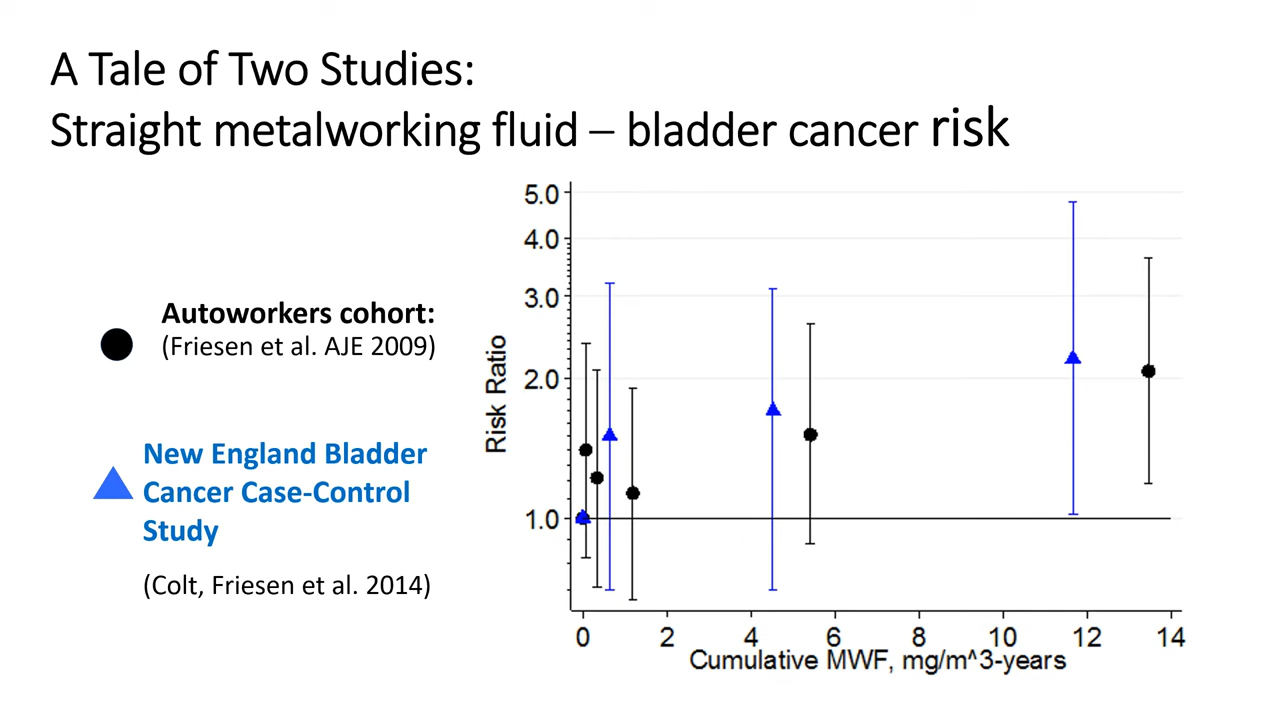 A Tale of Two Studies:
Straight metalworking fluid – bladder cancer risk
Autoworkers cohort:
(Friesen et al. AJE 2009)
New England Bladder
Cancer Case-Control
Study
(Colt, Friesen et al. 2014)
Risk Ratio
5.0
4.0
3.0
2.0
1.0
0 2 4 6 8 10 12 14
Cumulative MWF, mg/m^3-years